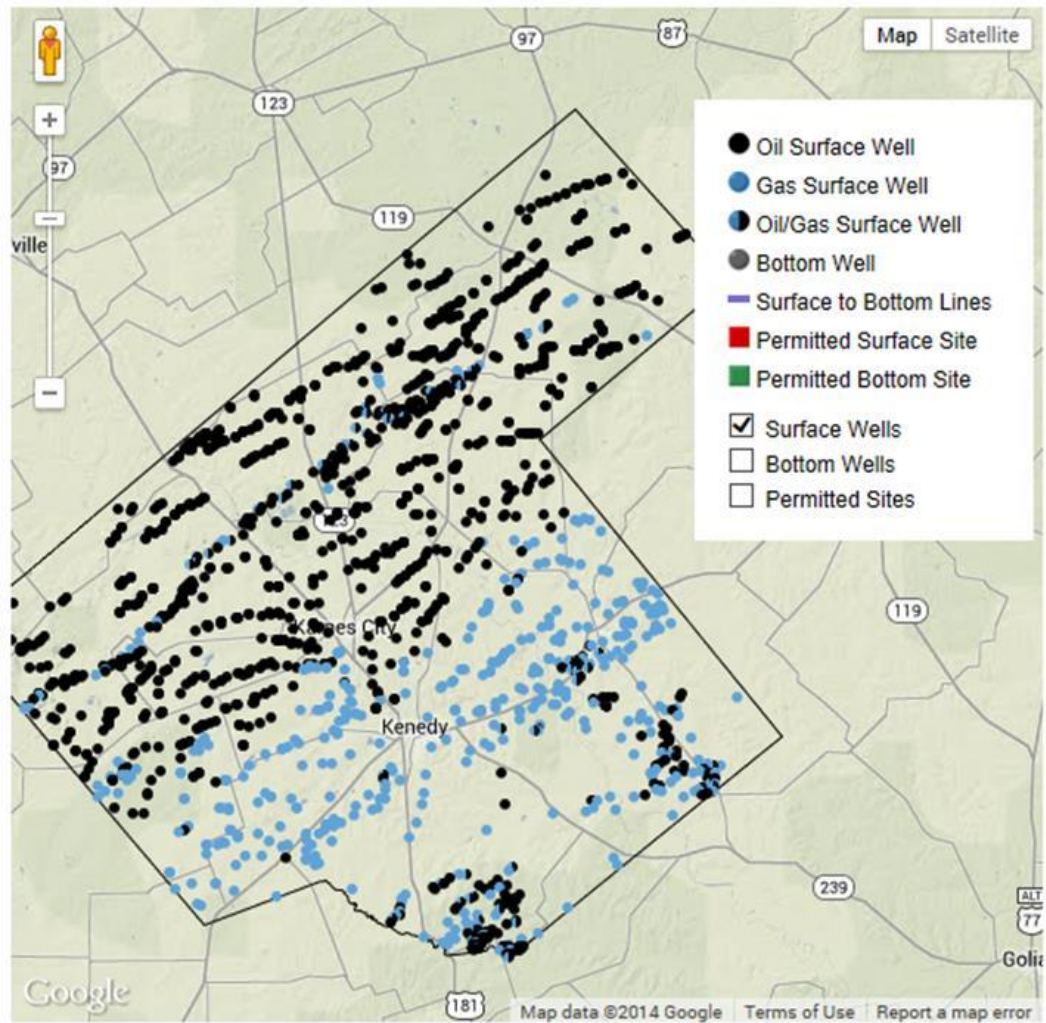 97
87
Map Satellite
123
97
119
ville
Oil Surface Well
Gas Surface Well
Oil/Gas Surface Well
Bottom Well
Surface to Bottom Lines
Permitted Surface Site
Permitted Bottom Site
Surface Wells
Bottom Wells
Permitted Sites
123
119
Karnes City
Kenedy
239
ALT
77
Golia
Google
181
Map data ©2014 Google Terms of Use Report a map error